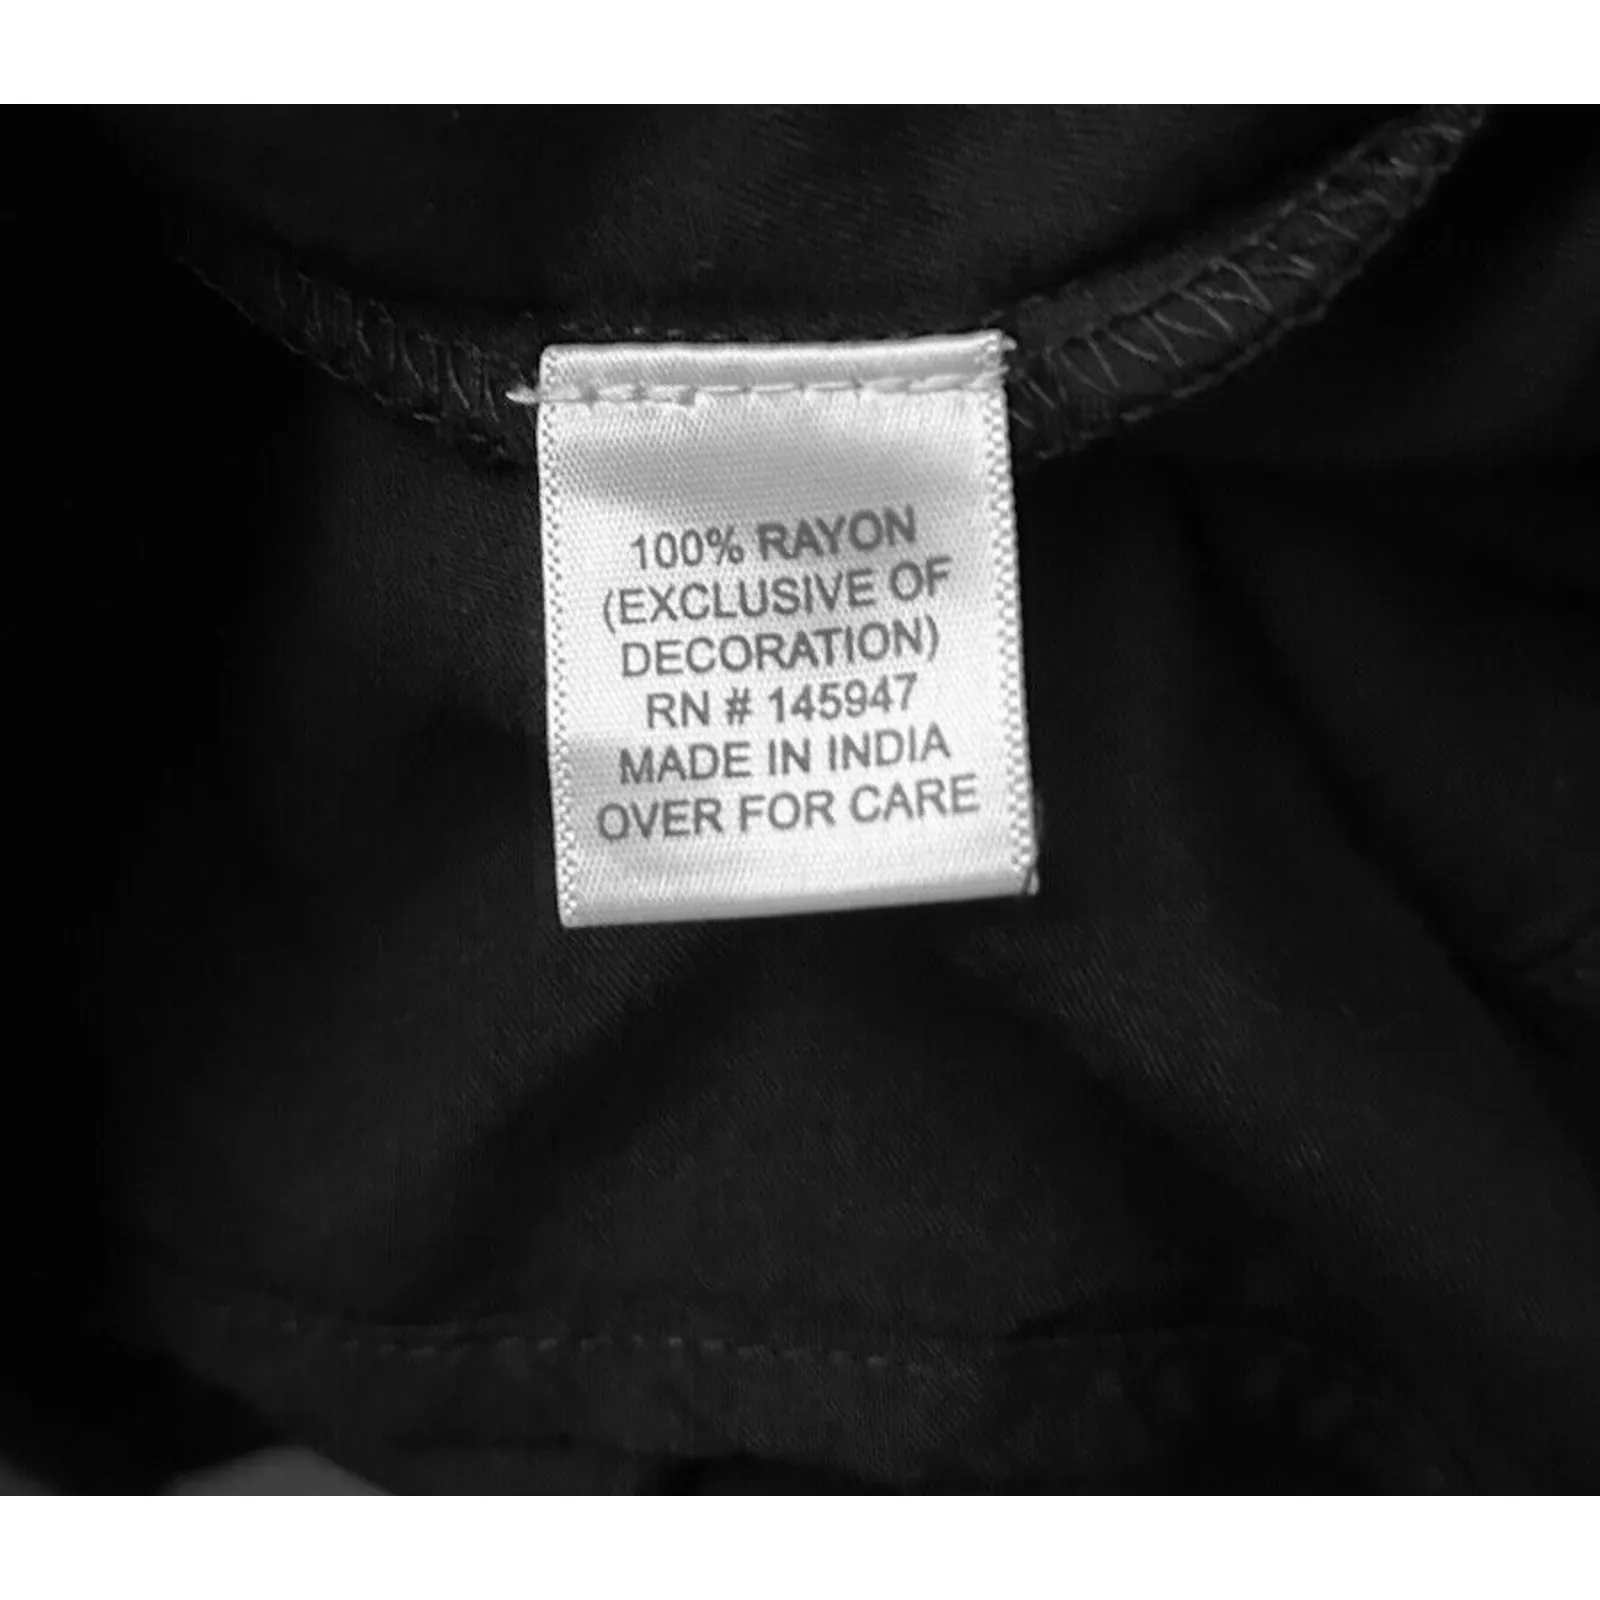 100% RAYON
(EXCLUSIVE OF
DECORATION)
RN # 145947
MADE IN INDIA
OVER FOR CARE